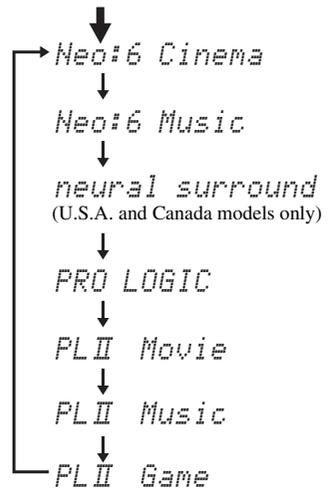 Neo:6 Cinema
Neo:6 Music
neural surround
(U.S.A. and Canada models only)
PRO LOGIC
PLⅡ Movie
PLⅡ Music
PLⅡ Game